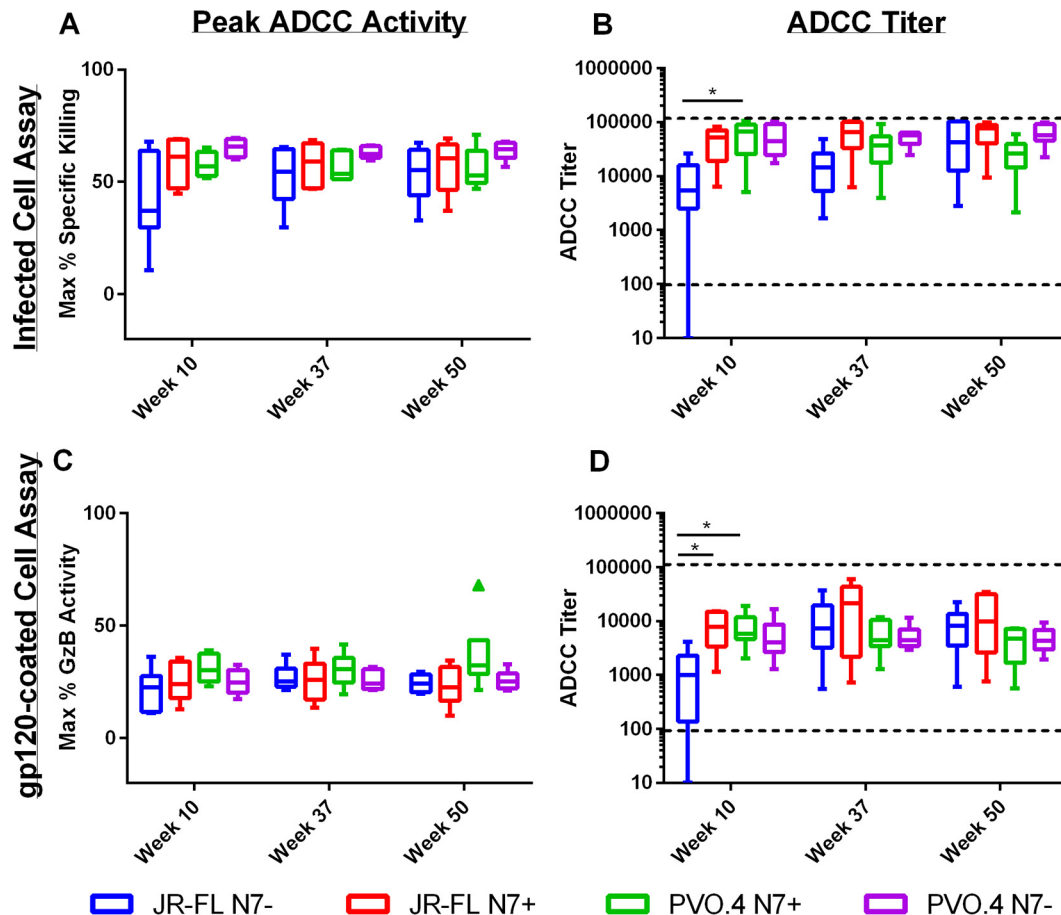 Peak ADCC Activity
ADCC Titer
Infected Cell Assay
A
Max % Specific Killing
100
50
0
Week 10
Week 37
Week 50
B
ADCC Titer
1000000
100000
10000
1000
100
10
*
Week 10
Week 37
Week 50
gp120-coated Cell Assay
C
Max % GzB Activity
100
50
0
Week 10
Week 37
Week 50
D
ADCC Titer
1000000
100000
10000
1000
100
10
*
*
Week 10
Week 37
Week 50
JR-FL N7-
JR-FL N7+
PVO.4 N7+
PVO.4 N7-